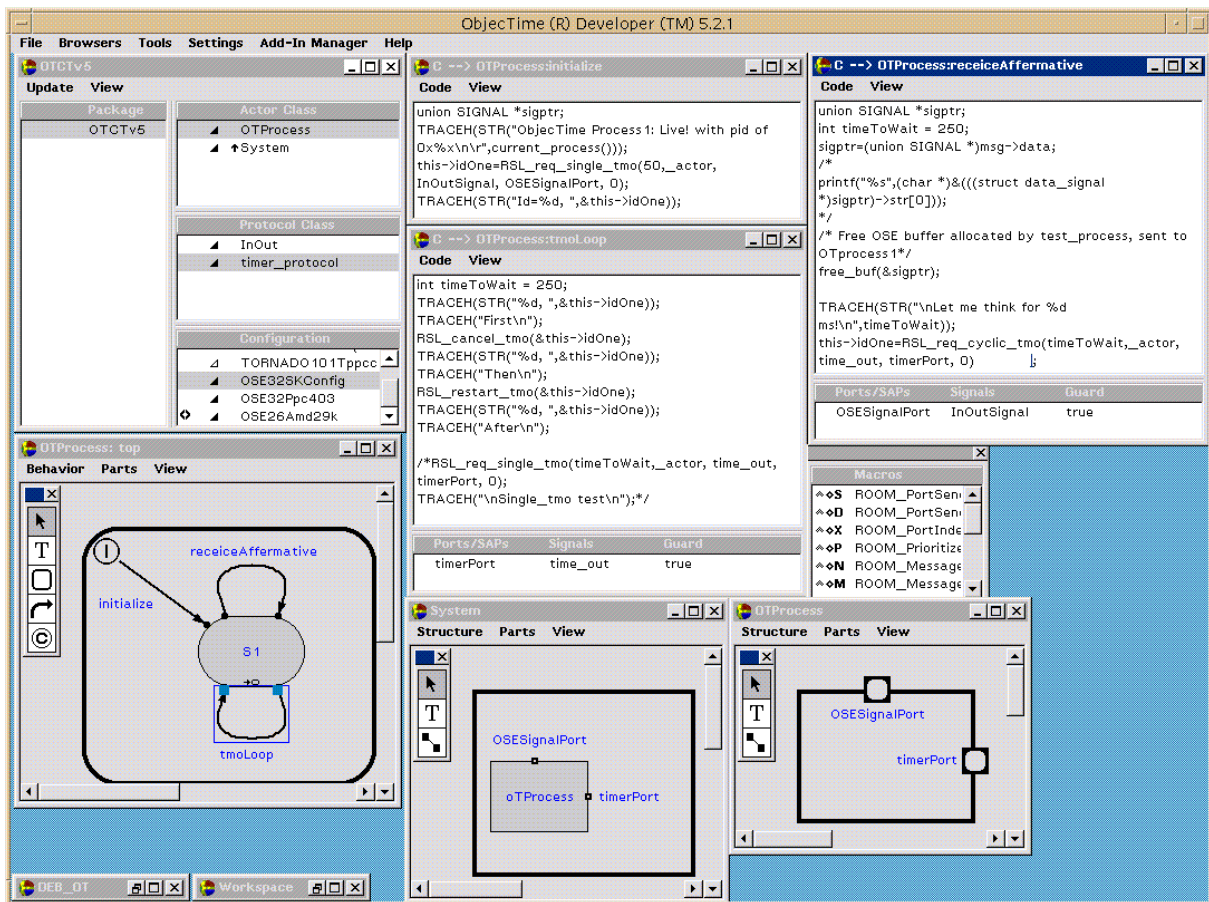 ObjecTime (R) Developer (TM) 5.2.1
File Browsers Tools Settings Add-In Manager Help
OTCTv5
Update View
Package
OTCTv5
Actor Class
OTProcess
System
Protocol Class
InOut
timer_protocol
Configuration
TORNADO101Tppcc
OSE32SKConfig
OSE32Ppc403
OSE26Amd29k
C --> OTProcess:initialize
Code View
union SIGNAL *sigptr;
TRACEH(STR("ObjecTime Process1: Live! with pid of
0x%x\n\r",current_process()));
this->idOne=RSL_req_single_tmo(50,_actor,
InOutSignal, OSESignalPort, 0);
TRACEH(STR("Id=%d, ",&this->idOne));
C --> OTProcess:tmoLoop
Code View
int timeToWait = 250;
TRACEH(STR("%d, ",&this->idOne));
TRACEH("First\n");
RSL_cancel_tmo(&this->idOne);
TRACEH(STR("%d, ",&this->idOne));
TRACEH("Then\n");
RSL_restart_tmo(&this->idOne);
TRACEH(STR("%d, ",&this->idOne));
TRACEH("After\n");
/*RSL_req_single_tmo(timeToWait,_actor, time_out,
timerPort, 0);
TRACEH("\nSingle_tmo test\n");*/
Ports/SAPs Signals Guard
timerPort time_out true
C --> OTProcess:receiceAffermative
Code View
union SIGNAL *sigptr;
int timeToWait = 250;
sigptr=(union SIGNAL *)msg->data;
/*
printf("%s",(char *)&(((struct data_signal
*)sigptr)->str[0]));
*/
/* Free OSE buffer allocated by test_process, sent to
OTprocess1*/
free_buf(&sigptr);
TRACEH(STR("\nLet me think for %d
ms!\n",timeToWait));
this->idOne=RSL_req_cyclic_tmo(timeToWait,_actor,
time_out, timerPort, 0) ;
Ports/SAPs Signals Guard
OSESignalPort InOutSignal true
Macros
S ROOM_PortSen
D ROOM_PortSen
X ROOM_PortInde
P ROOM_Prioritize
N ROOM_Message
M ROOM_Message
OTProcess: top
Behavior Parts View
T
©
I
receiceAffermative
initialize
S1
tmoLoop
System
Structure Parts View
T
OSESignalPort
oTProcess timerPort
OTProcess
Structure Parts View
T
OSESignalPort
timerPort
DEB_OT
Workspace